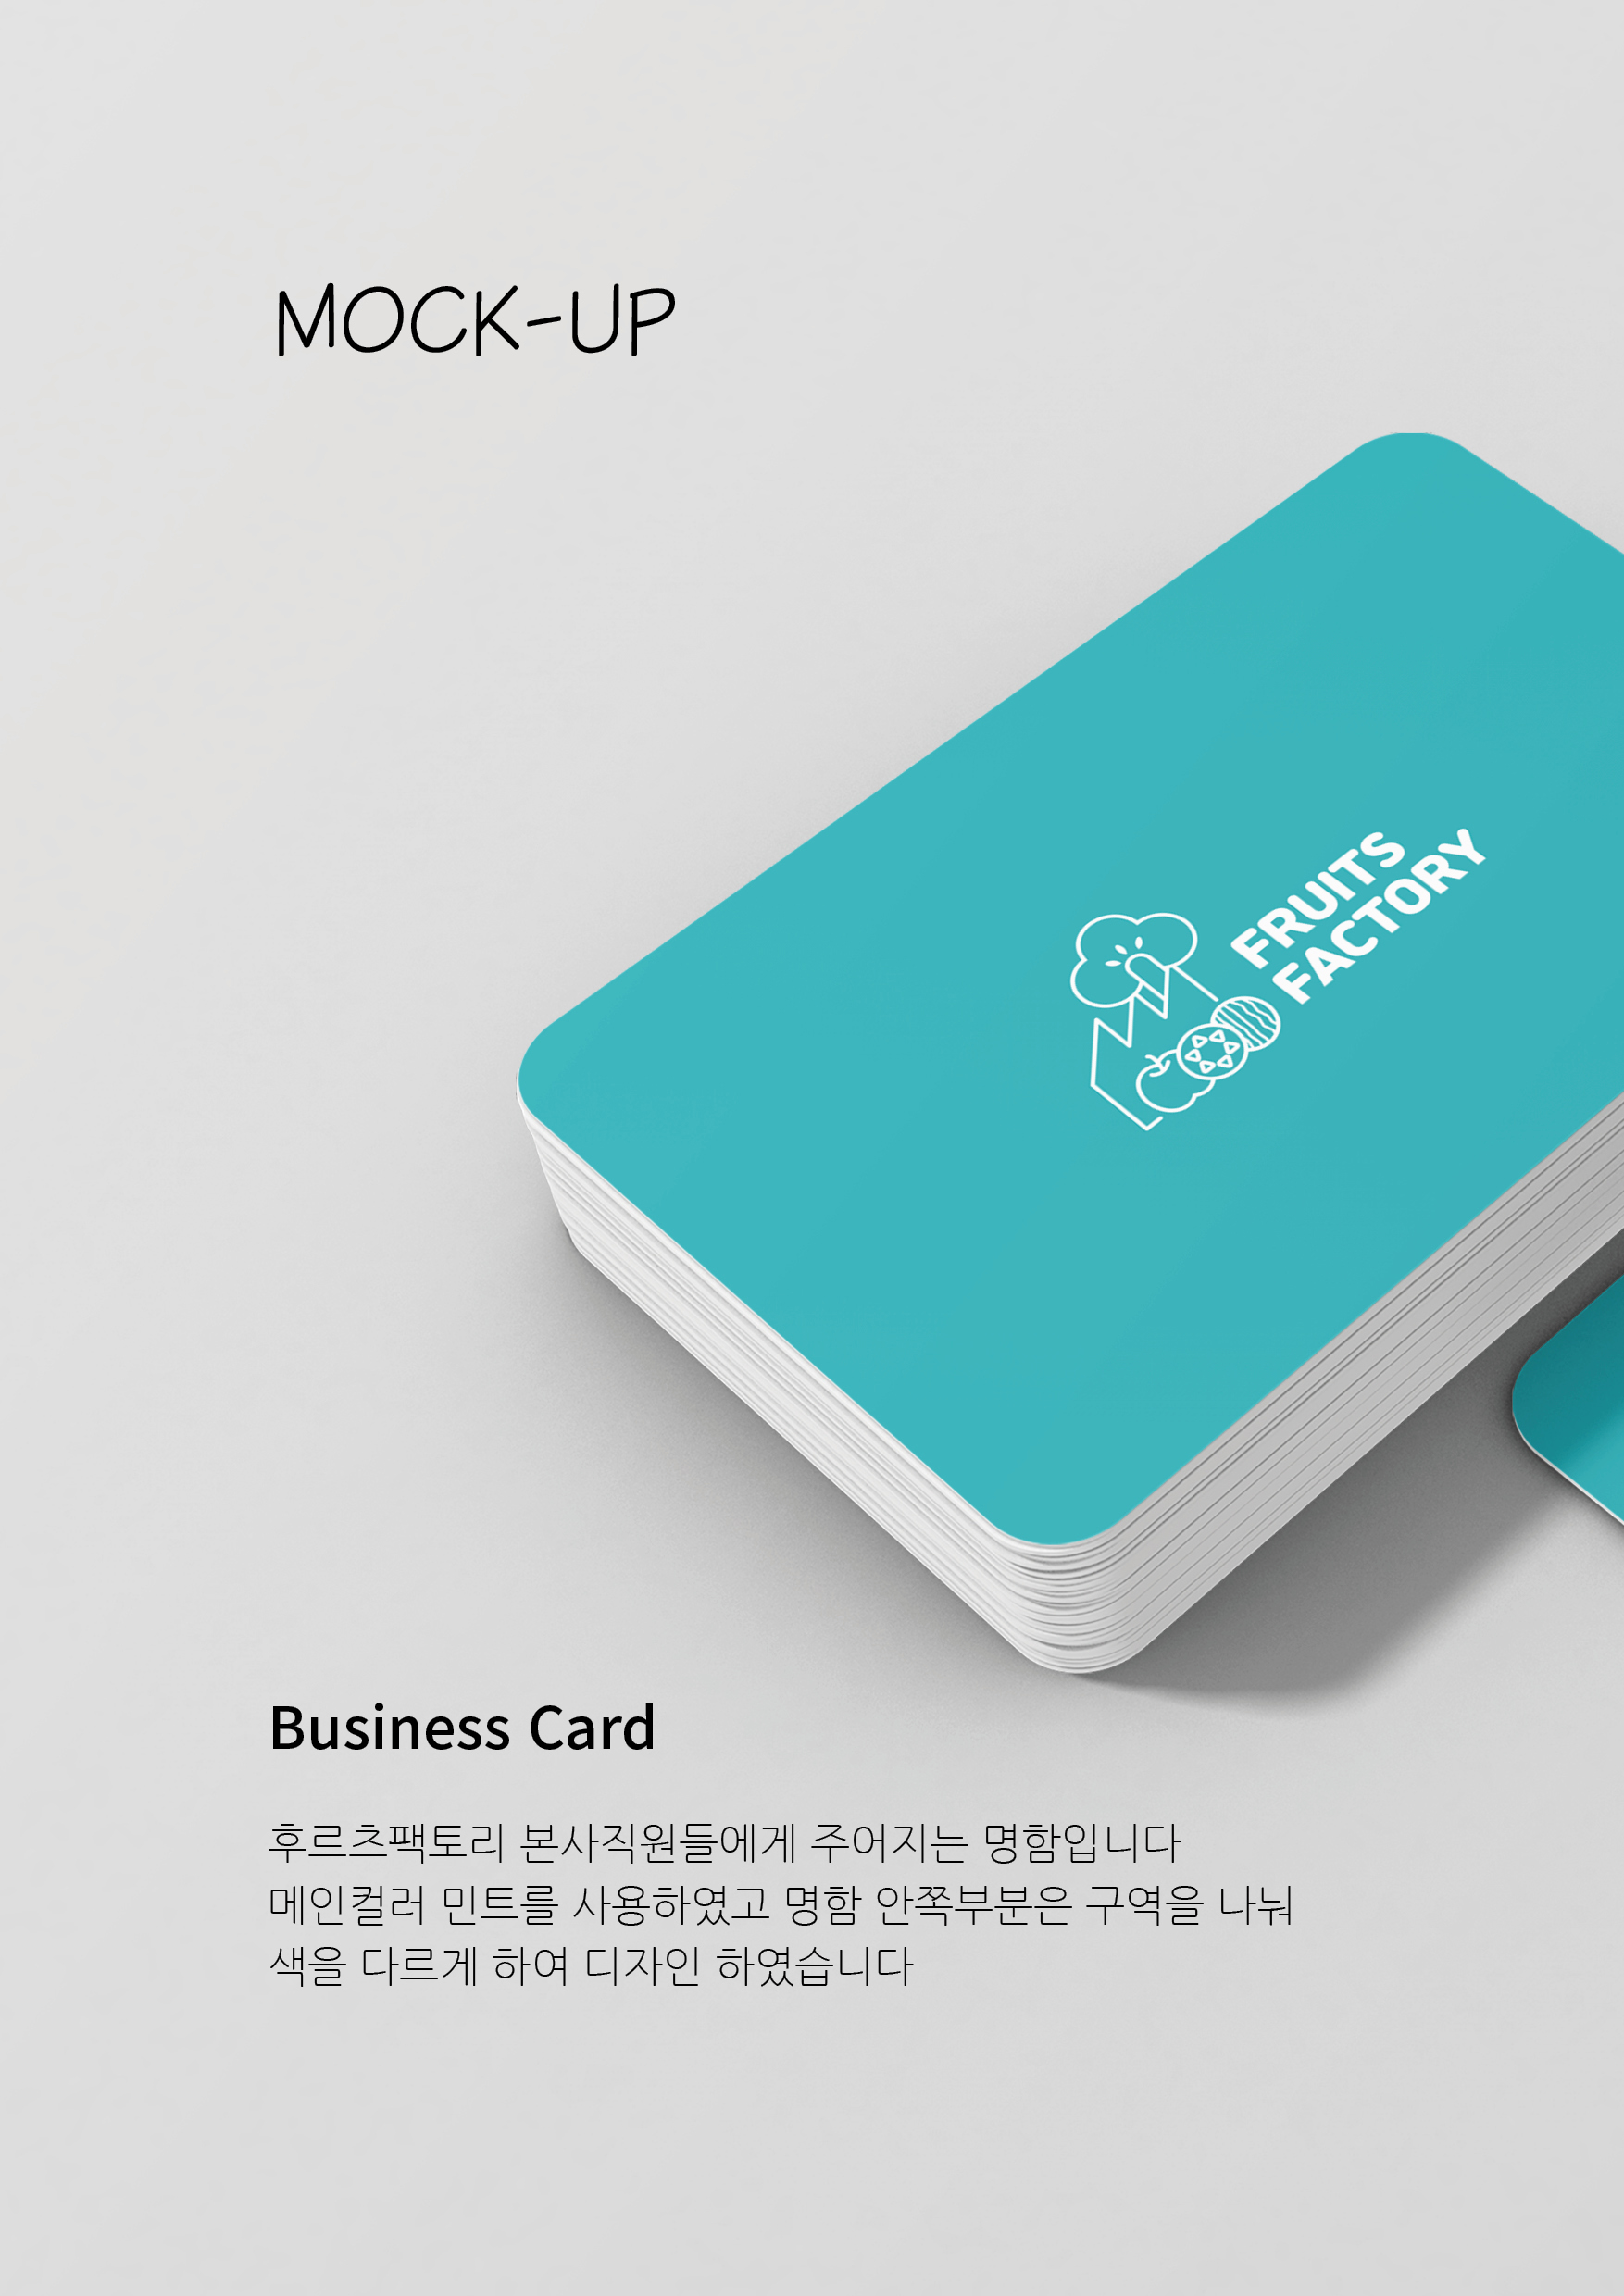 MOCK-UP
FRUITS
FACTORY
Business Card
후르츠팩토리 본사직원들에게 주어지는 명함입니다
메인컬러 민트를 사용하였고 명함 안쪽부분은 구역을 나눠
색을 다르게 하여 디자인 하였습니다